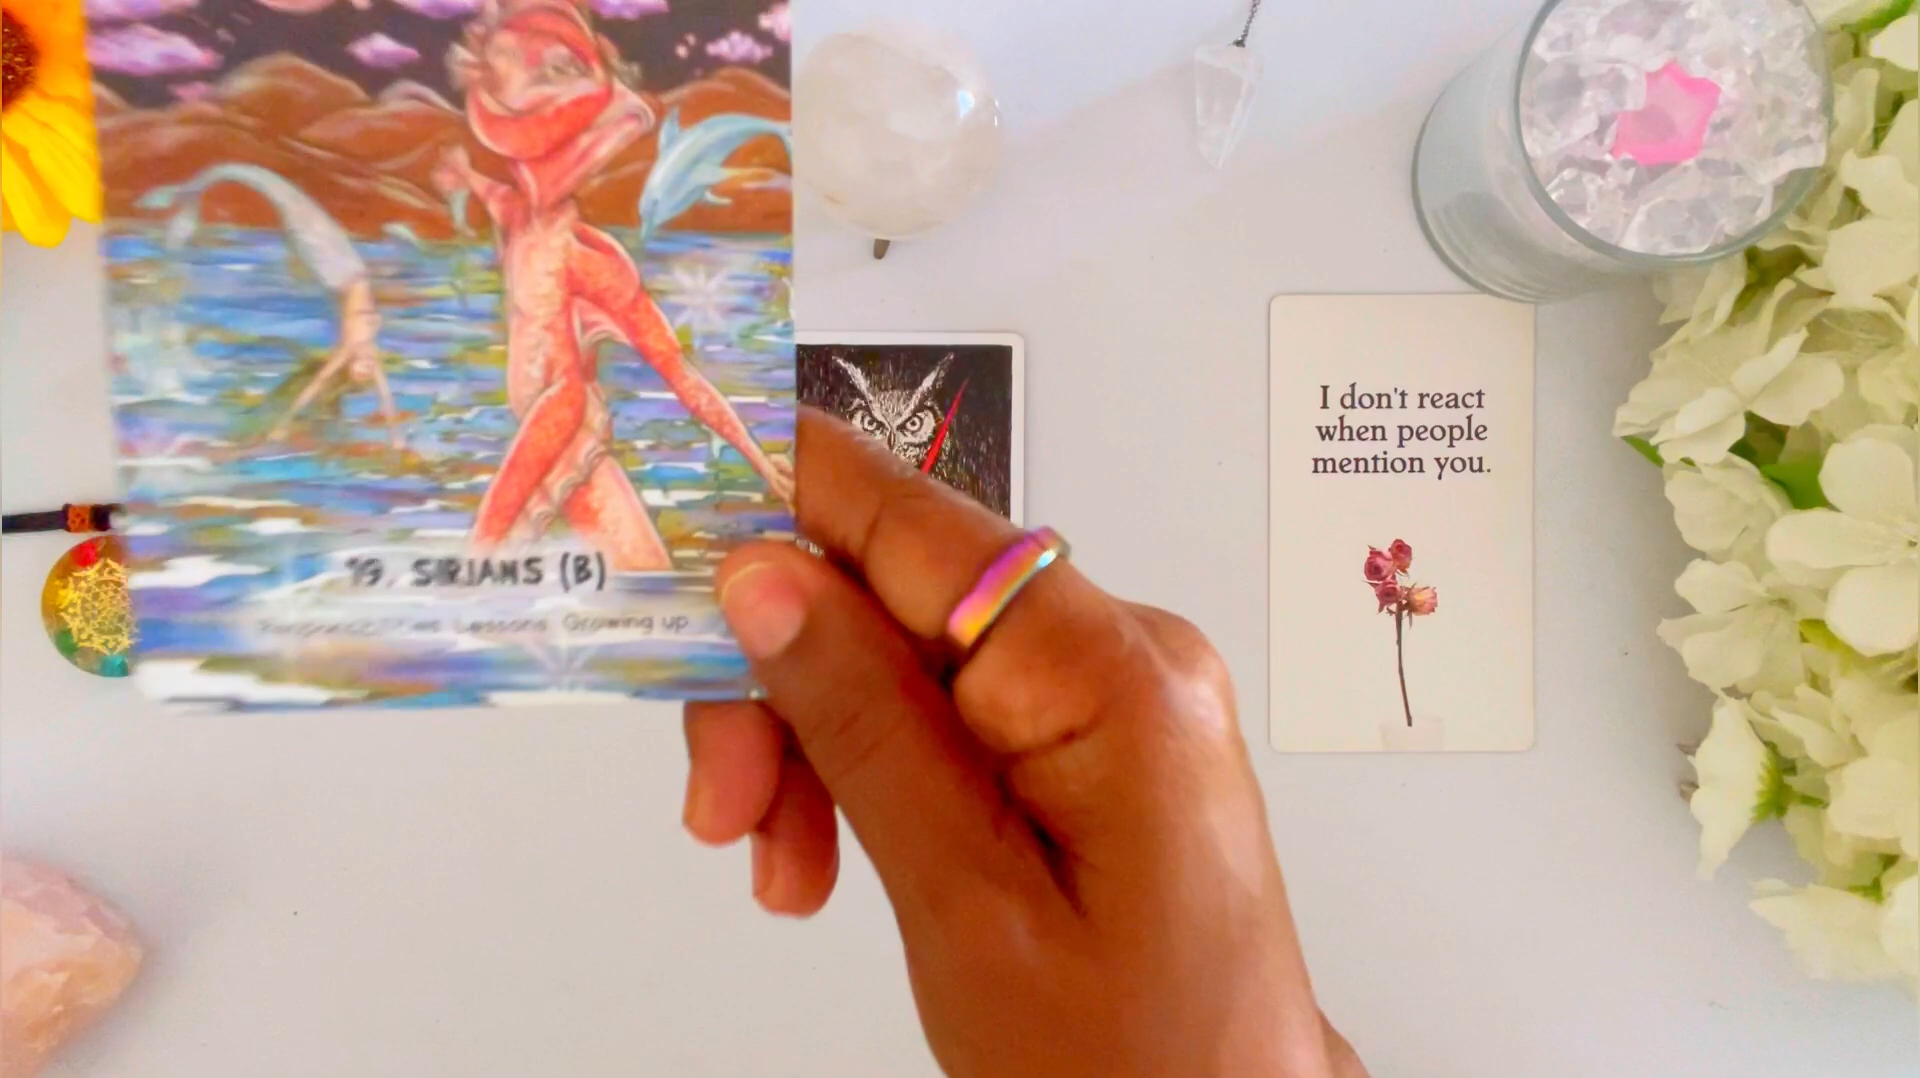 19. SIRIANS (B)
Lessons Growing up
I don't react
when people
mention you.